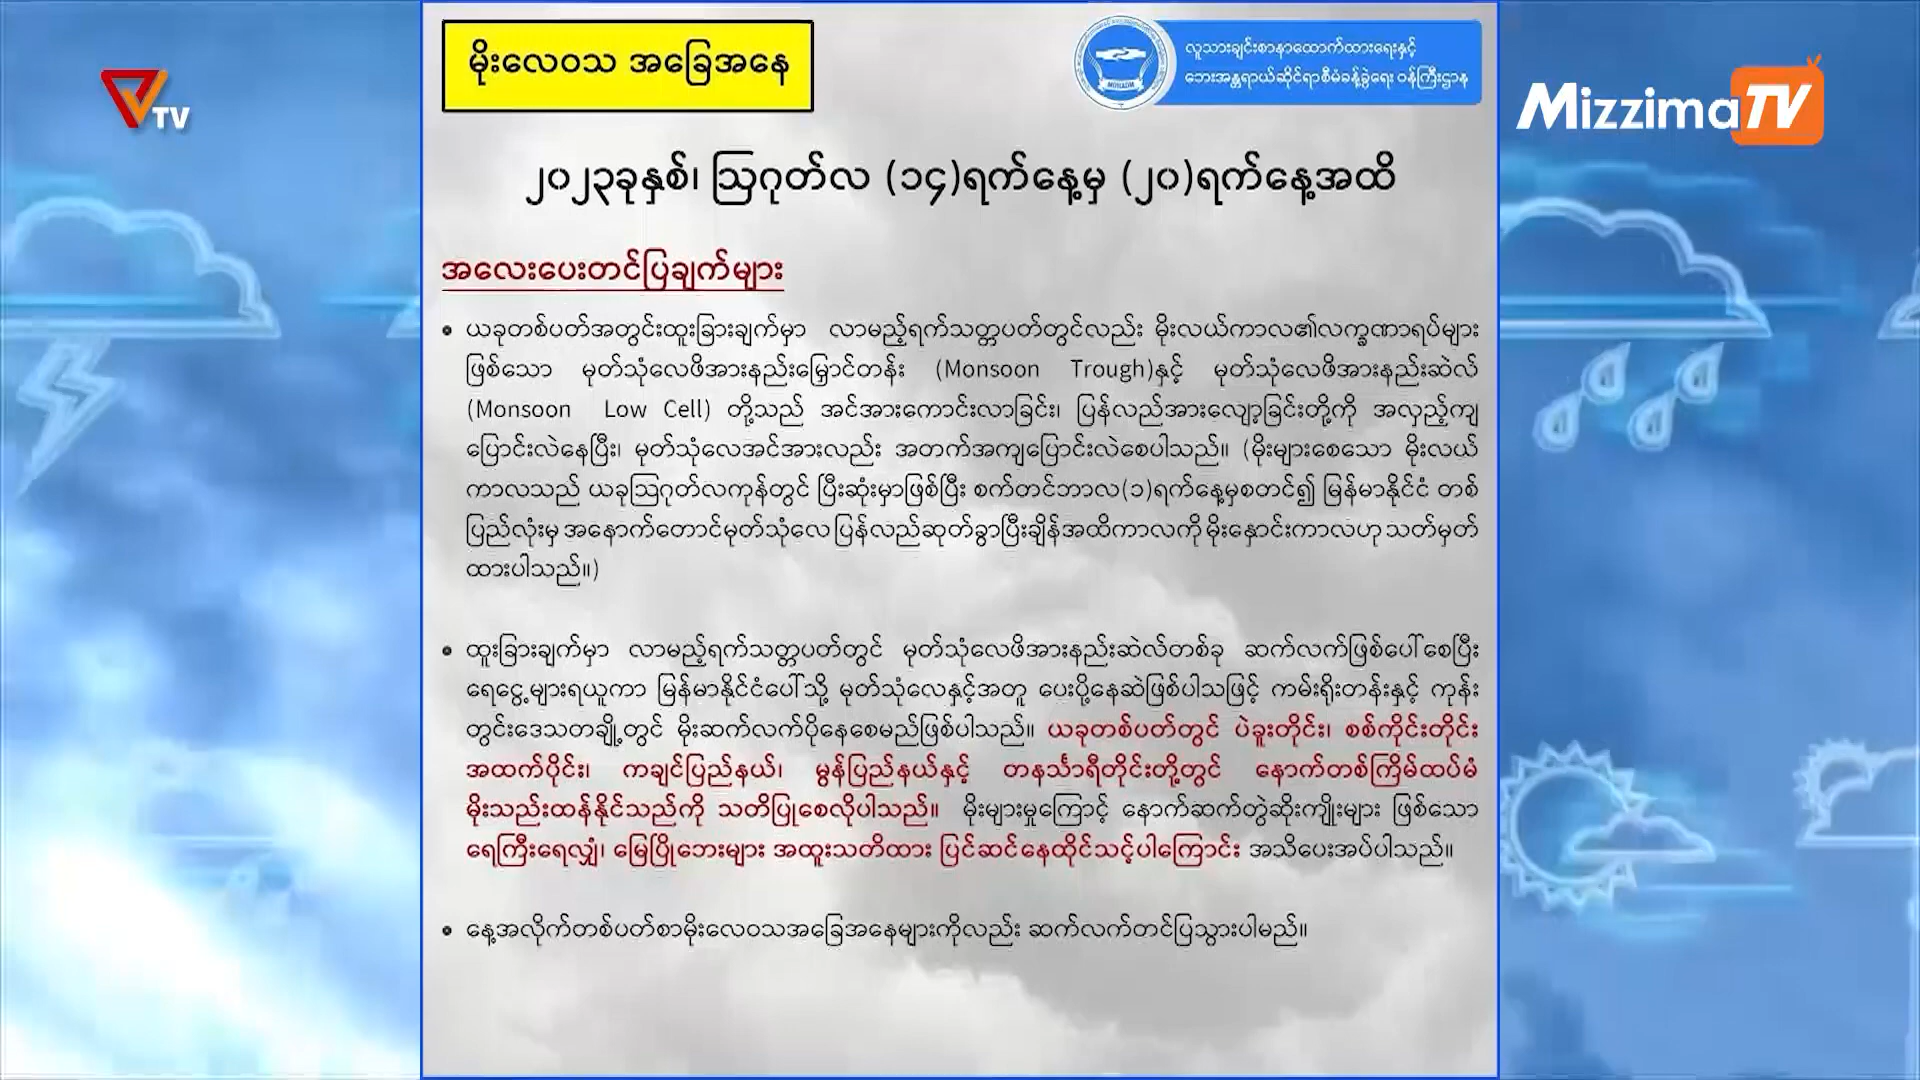 မိုးလေဝသ အခြေအနေ
လူသားချင်းစာနာထောက်ထားရေးနှင့်
ဘေးအန္တရာယ်ဆိုင်ရာစီမံခန့်ခွဲရေး ဝန်ကြီးဌာန
MOHADM
TV
Mizzima TV
၂၀၂၃ခုနှစ်၊ ဩဂုတ်လ (၁၄)ရက်နေ့မှ (၂၀)ရက်နေ့အထိ
အလေးပေးတင်ပြချက်များ
• ယခုတစ်ပတ်အတွင်းထူးခြားချက်မှာ လာမည့်ရက်သတ္တပတ်တွင်လည်း မိုးလယ်ကာလ၏လက္ခဏာရပ်များ
ဖြစ်သော မုတ်သုံလေဖိအားနည်းမြှောင်တန်း (Monsoon Trough)နှင့် မုတ်သုံလေဖိအားနည်းဆဲလ်
(Monsoon Low Cell) တို့သည် အင်အားကောင်းလာခြင်း၊ ပြန်လည်အားလျော့ခြင်းတို့ကို အလှည့်ကျ
ပြောင်းလဲနေပြီး၊ မုတ်သုံလေအင်အားလည်း အတက်အကျပြောင်းလဲစေပါသည်။ (မိုးများစေသော မိုးလယ်
ကာလသည် ယခုဩဂုတ်လကုန်တွင် ပြီးဆုံးမှာဖြစ်ပြီး စက်တင်ဘာလ(၁)ရက်နေ့မှစတင်၍ မြန်မာနိုင်ငံ တစ်
ပြည်လုံးမှ အနောက်တောင်မုတ်သုံလေ ပြန်လည်ဆုတ်ခွာပြီးချိန်အထိကာလကို မိုးနှောင်းကာလဟု သတ်မှတ်
ထားပါသည်။)
• ထူးခြားချက်မှာ လာမည့်ရက်သတ္တပတ်တွင် မုတ်သုံလေဖိအားနည်းဆဲလ်တစ်ခု ဆက်လက်ဖြစ်ပေါ်စေပြီး
ရေငွေ့များရယူကာ မြန်မာနိုင်ငံပေါ်သို့ မုတ်သုံလေနှင့်အတူ ပေးပို့နေဆဲဖြစ်ပါသဖြင့် ကမ်းရိုးတန်းနှင့် ကုန်း
တွင်းဒေသတချို့တွင် မိုးဆက်လက်ပိုနေစေမည်ဖြစ်ပါသည်။ ယခုတစ်ပတ်တွင် ပဲခူးတိုင်း၊ စစ်ကိုင်းတိုင်း
အထက်ပိုင်း၊ ကချင်ပြည်နယ်၊ မွန်ပြည်နယ်နှင့် တနင်္သာရီတိုင်းတို့တွင် နောက်တစ်ကြိမ်ထပ်မံ
မိုးသည်းထန်နိုင်သည်ကို သတိပြုစေလိုပါသည်။ မိုးများမှုကြောင့် နောက်ဆက်တွဲဆိုးကျိုးများ ဖြစ်သော
ရေကြီးရေလျှံ၊ မြေပြိုဘေးများ အထူးသတိထား ပြင်ဆင်နေထိုင်သင့်ပါကြောင်း အသိပေးအပ်ပါသည်။
• နေ့အလိုက်တစ်ပတ်စာမိုးလေဝသအခြေအနေများကိုလည်း ဆက်လက်တင်ပြသွားပါမည်။